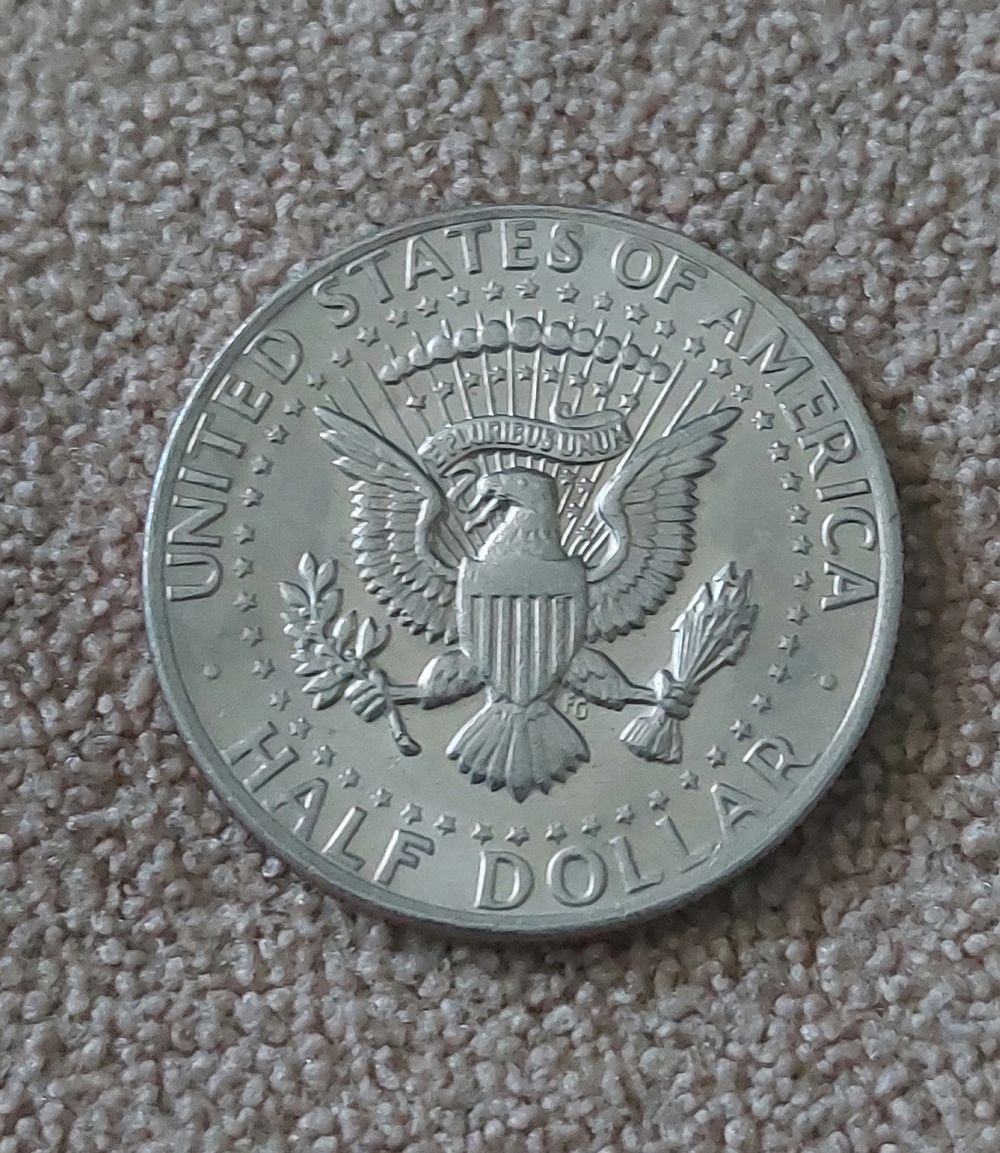 UNITED STATES OF AMERICA
PLURIBUS UNUM
FG
HALF DOLLAR